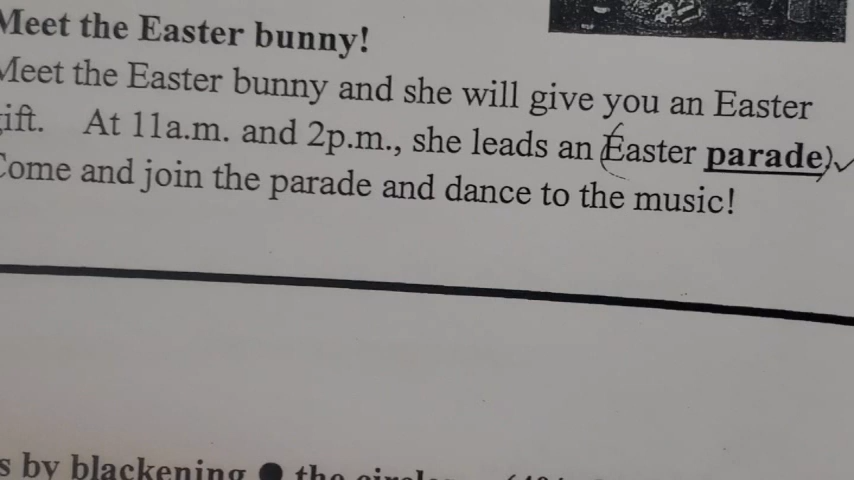 Meet the Easter bunny!
Meet the Easter bunny and she will give you an Easter
gift. At 11a.m. and 2p.m., she leads an Easter parade.
Come and join the parade and dance to the music!
s by blackening ● the circles